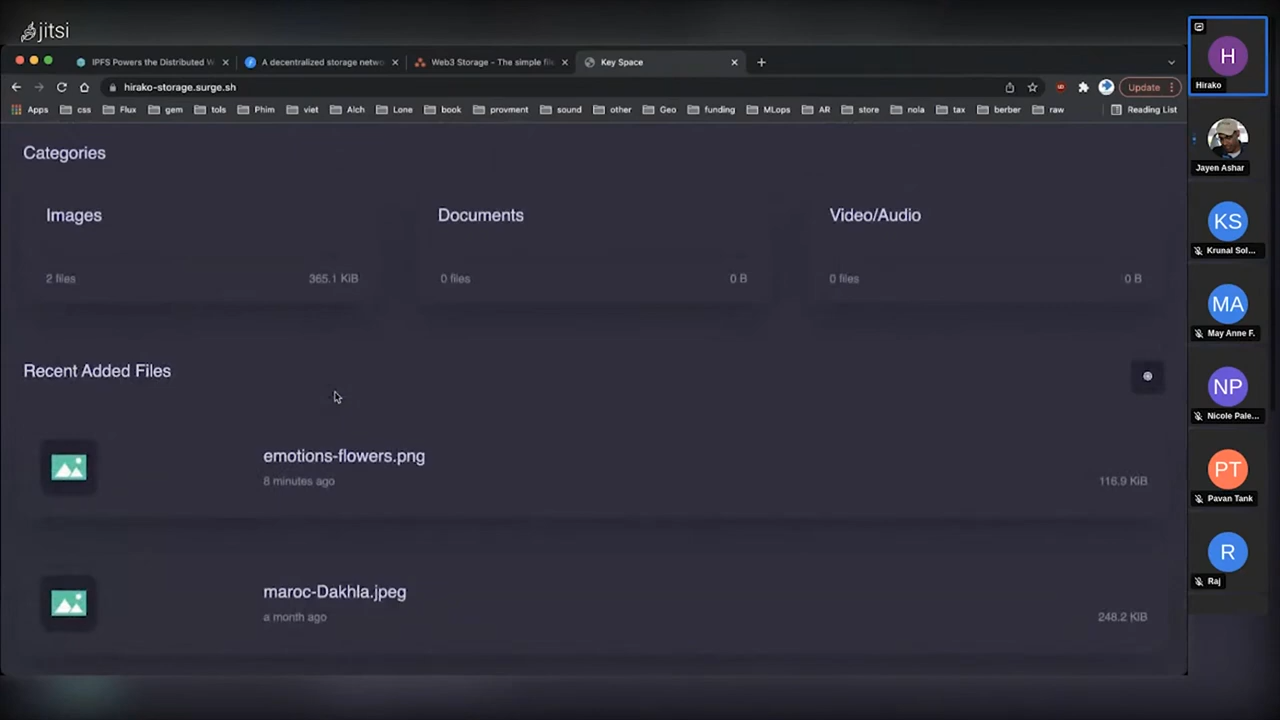 jitsi
IPFS Powers the Distributed W
A decentralized storage netwo
Web3 Storage - The simple file
Key Space
hirako-storage.surge.sh
Update
Apps css Flux gem tols Phim viet Alch Lone book provment sound other Geo funding MLops AR store nola tax berber raw Reading List
Categories
Images
2 files 365.1 KiB
Documents
0 files 0 B
Video/Audio
0 files 0 B
Recent Added Files
emotions-flowers.png
8 minutes ago
116.9 KiB
maroc-Dakhla.jpeg
a month ago
248.2 KiB
H
Hirako
Jayen Ashar
KS
Krunal Sol...
MA
May Anne F.
NP
Nicole Pale...
PT
Pavan Tank
R
Raj